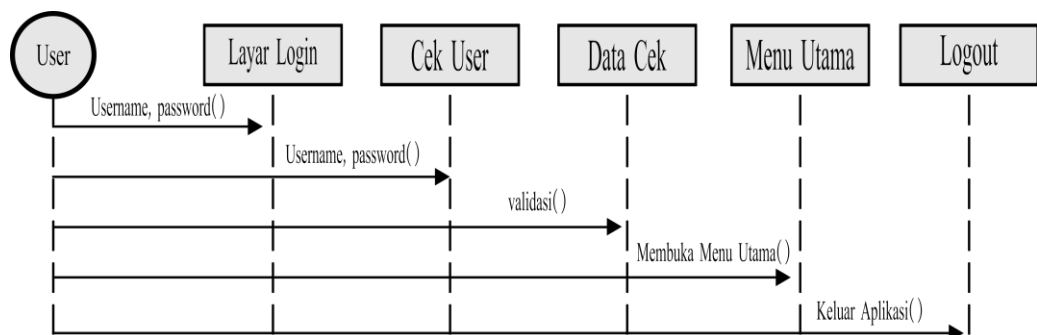 User
Layar Login
Cek User
Data Cek
Menu Utama
Logout
Username, password()
Username, password()
validasi()
Membuka Menu Utama()
Keluar Aplikasi()